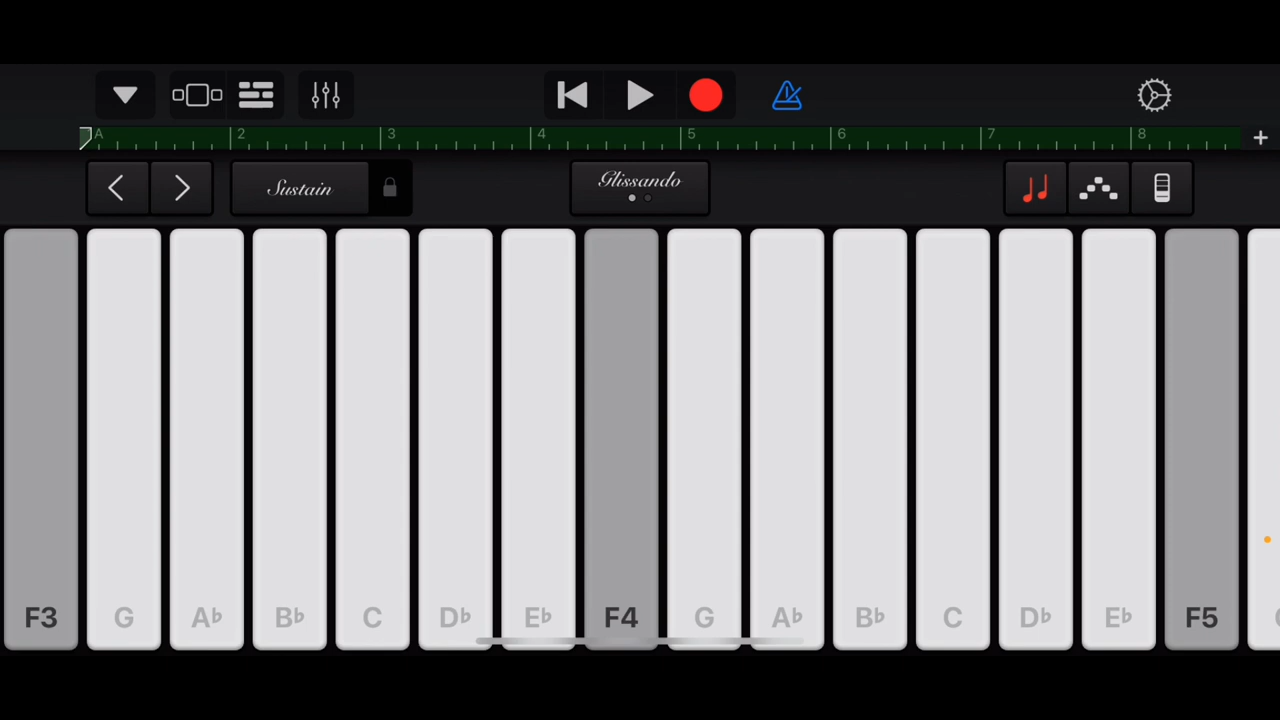 A 2 3 4 5 6 7 8
Sustain Glissando
F3 G A♭ B♭ C D♭ E♭ F4 G A♭ B♭ C D♭ E♭ F5